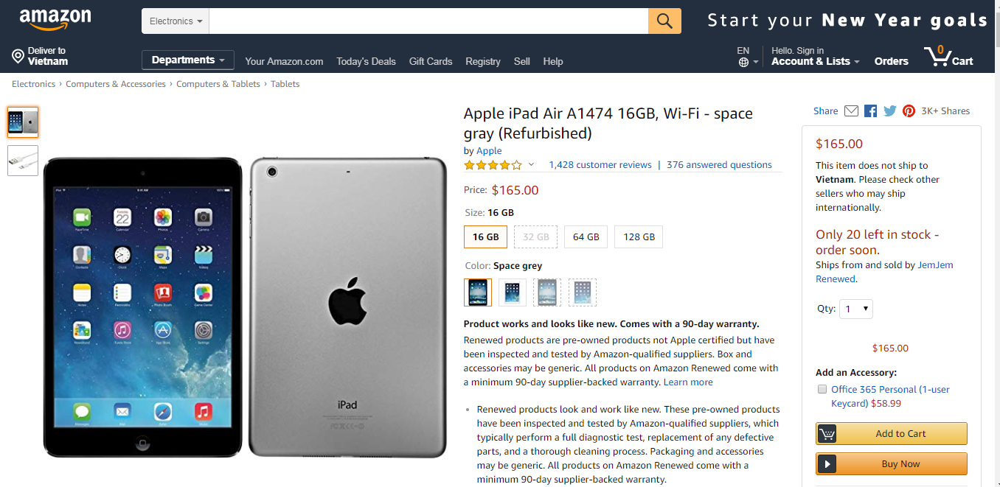 amazon
Electronics
Start your New Year goals
Deliver to
Vietnam
Departments
Your Amazon.com
Today's Deals
Gift Cards
Registry
Sell
Help
EN
Hello. Sign in
Account & Lists
Orders
0
Cart
Electronics › Computers & Accessories › Computers & Tablets › Tablets
Apple iPad Air A1474 16GB, Wi-Fi - space
gray (Refurbished)
by Apple
1,428 customer reviews | 376 answered questions
Price: $165.00
Size: 16 GB
16 GB
32 GB
64 GB
128 GB
Color: Space grey
Product works and looks like new. Comes with a 90-day warranty.
Renewed products are pre-owned products not Apple certified but have
been inspected and tested by Amazon-qualified suppliers. Box and
accessories may be generic. All products on Amazon Renewed come with
a minimum 90-day supplier-backed warranty. Learn more
• Renewed products look and work like new. These pre-owned products
have been inspected and tested by Amazon-qualified suppliers, which
typically perform a full diagnostic test, replacement of any defective
parts, and a thorough cleaning process. Packaging and accessories
may be generic. All products on Amazon Renewed come with a
minimum 90-day supplier-backed warranty.
Share
3K+ Shares
$165.00
This item does not ship to
Vietnam. Please check other
sellers who may ship
internationally.
Only 20 left in stock -
order soon.
Ships from and sold by JemJem
Renewed.
Qty: 1
$165.00
Add an Accessory:
Office 365 Personal (1-user
Keycard) $58.99
Add to Cart
Buy Now
22
iPad